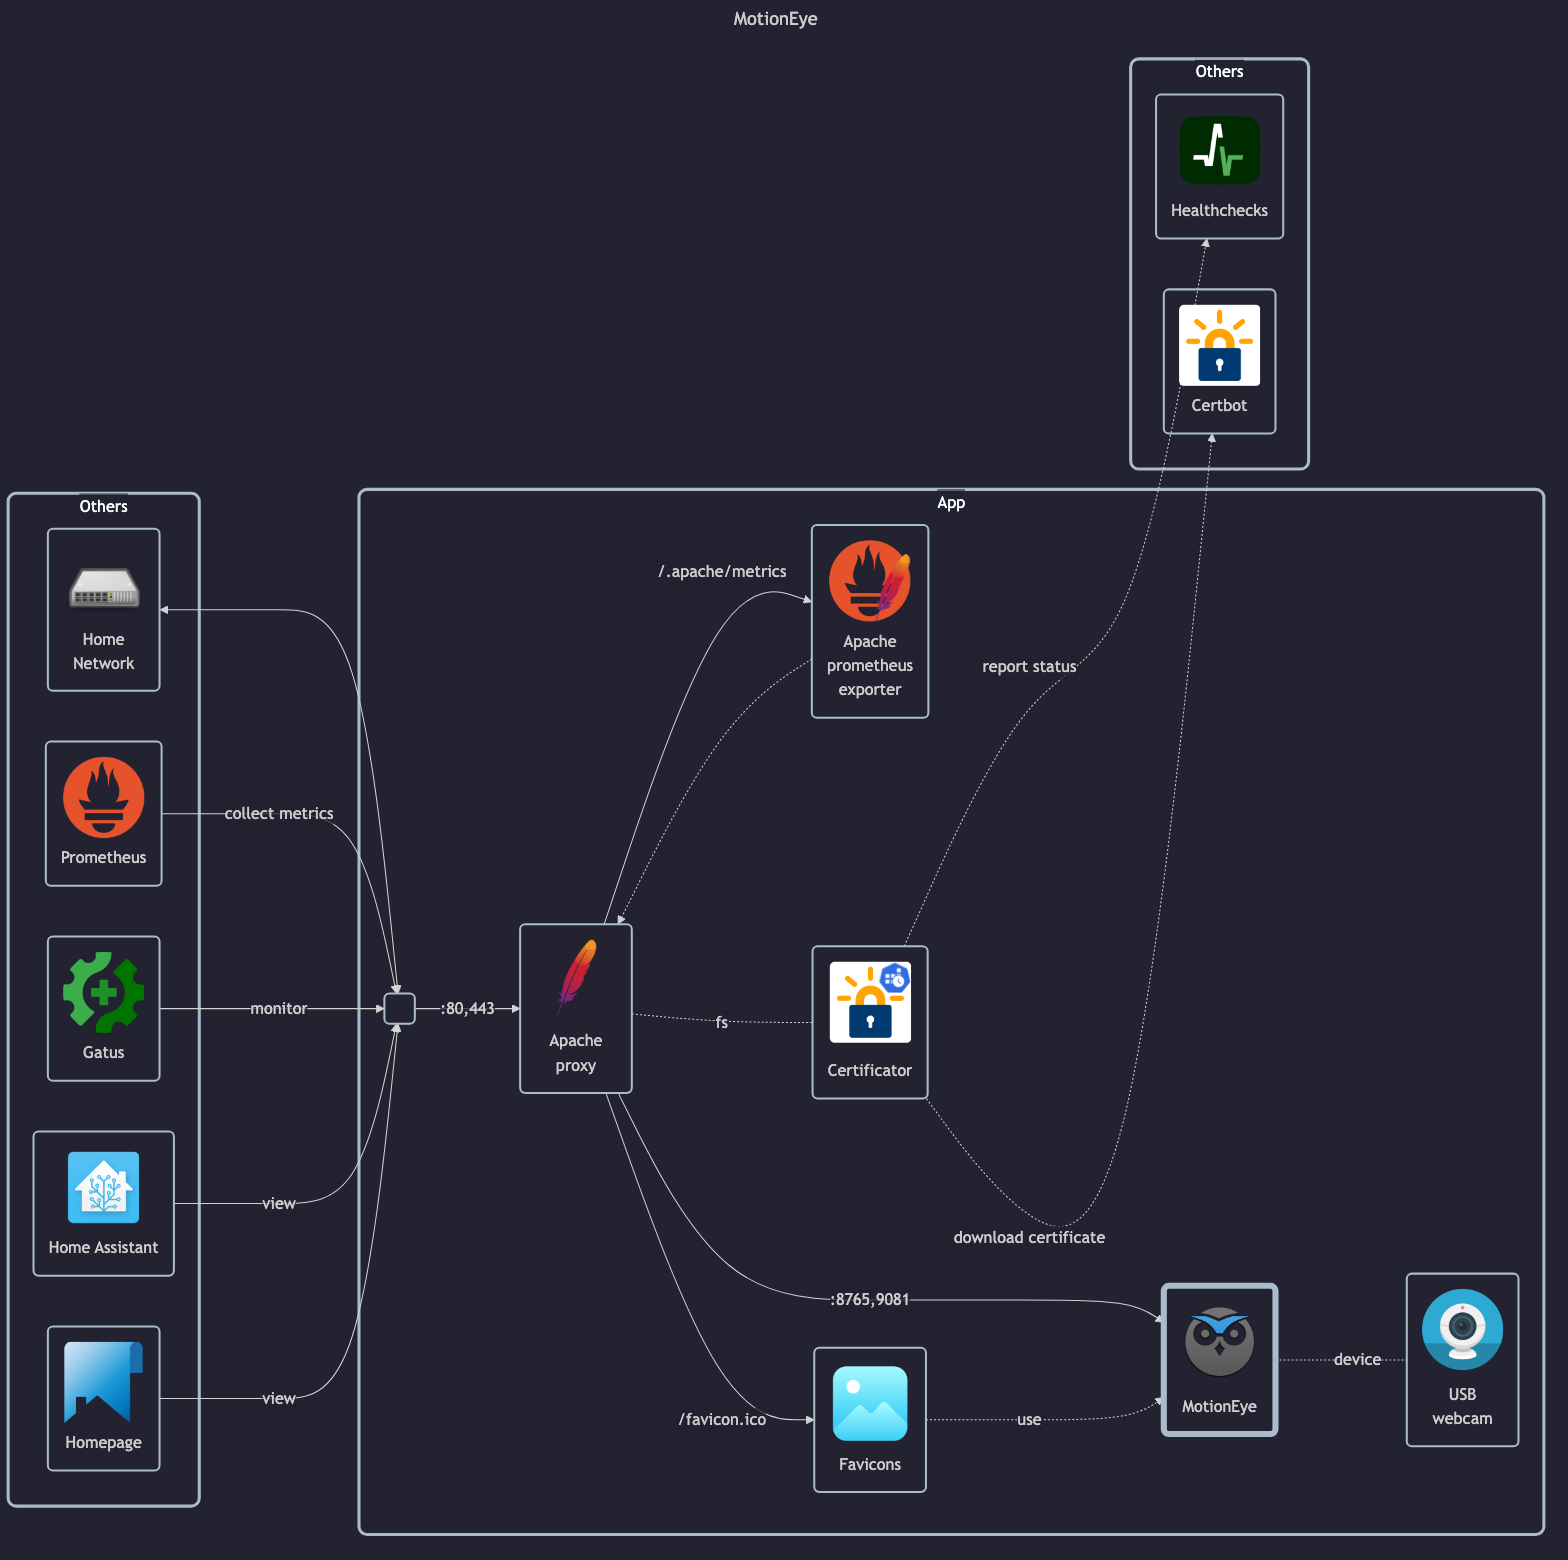 MotionEye
Others
Healthchecks
Certbot
Others
Home
Network
Prometheus
Gatus
Home Assistant
Homepage
collect metrics
monitor
view
view
App
:80,443
Apache
proxy
/.apache/metrics
Apache
prometheus
exporter
report status
fs
Certificator
download certificate
:8765,9081
/favicon.ico
Favicons
use
MotionEye
device
USB
webcam